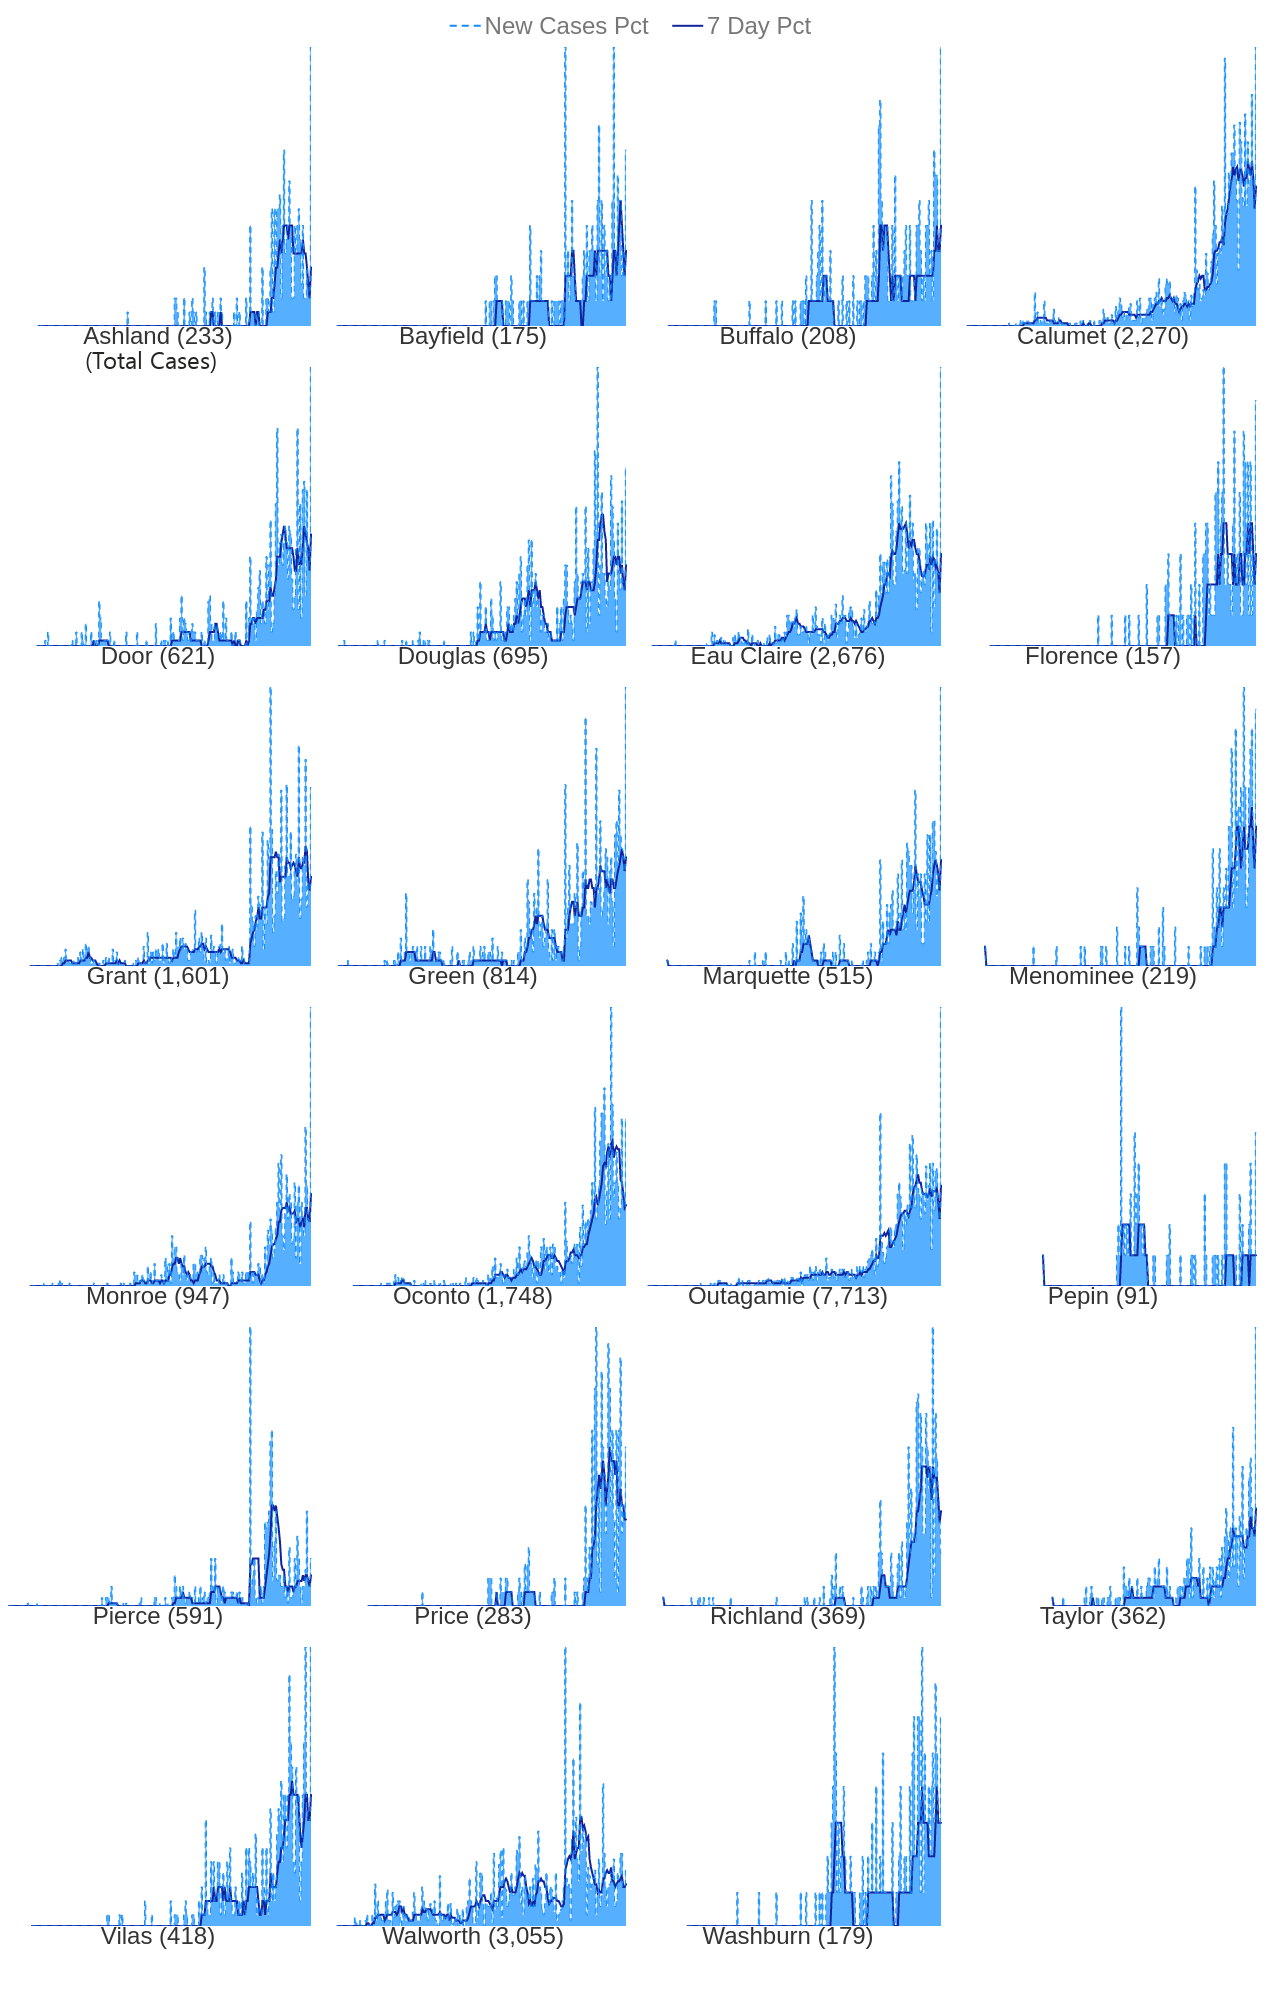 New Cases Pct 7 Day Pct
Ashland (233) Bayfield (175) Buffalo (208) Calumet (2,270)
(Total Cases)
Door (621) Douglas (695) Eau Claire (2,676) Florence (157)
Grant (1,601) Green (814) Marquette (515) Menominee (219)
Monroe (947) Oconto (1,748) Outagamie (7,713) Pepin (91)
Pierce (591) Price (283) Richland (369) Taylor (362)
Vilas (418) Walworth (3,055) Washburn (179)